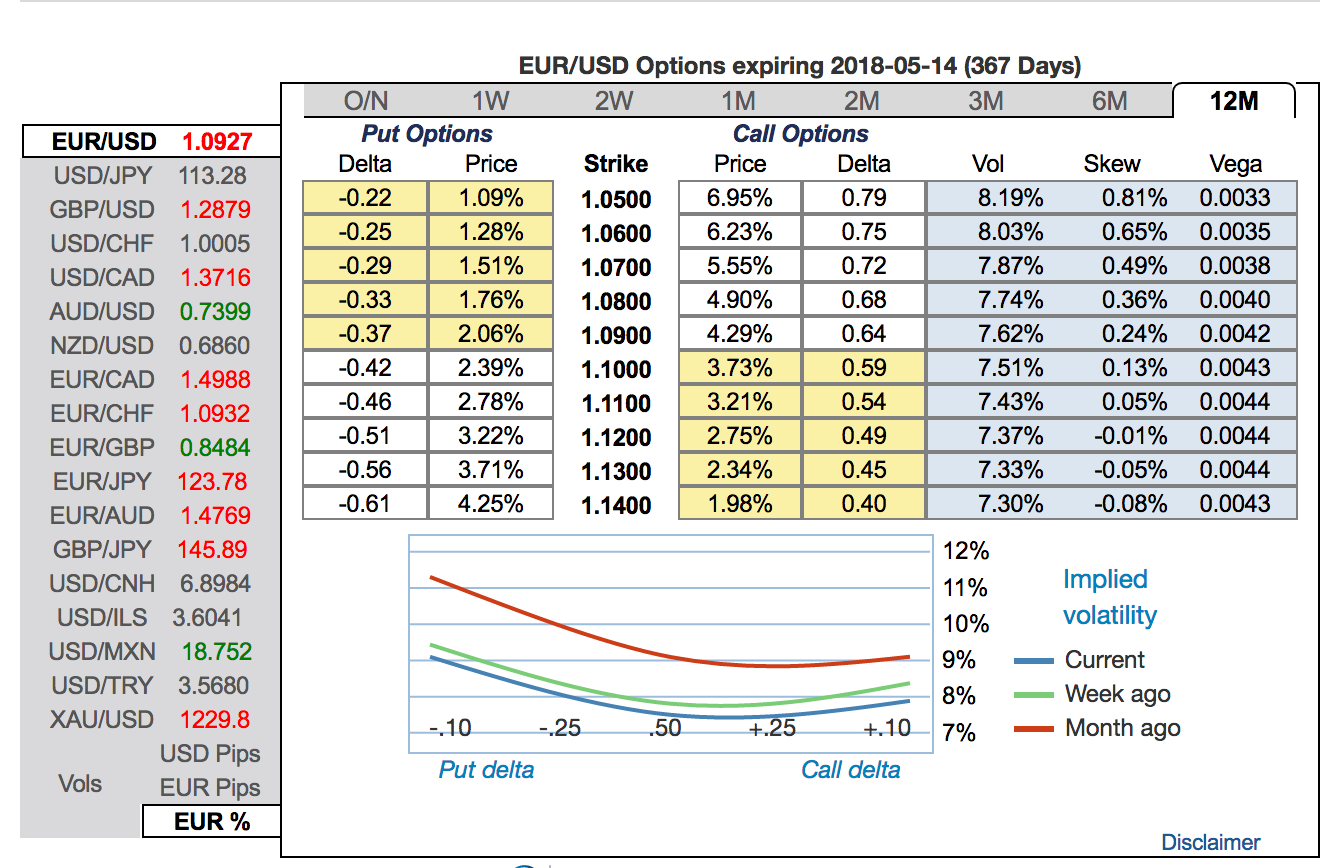 EUR/USD Options expiring 2018-05-14 (367 Days)
O/N 1W 2W 1M 2M 3M 6M 12M
Put Options Call Options
Delta Price Strike Price Delta Vol Skew Vega
-0.22 1.09% 1.0500 6.95% 0.79 8.19% 0.81% 0.0033
-0.25 1.28% 1.0600 6.23% 0.75 8.03% 0.65% 0.0035
-0.29 1.51% 1.0700 5.55% 0.72 7.87% 0.49% 0.0038
-0.33 1.76% 1.0800 4.90% 0.68 7.74% 0.36% 0.0040
-0.37 2.06% 1.0900 4.29% 0.64 7.62% 0.24% 0.0042
-0.42 2.39% 1.1000 3.73% 0.59 7.51% 0.13% 0.0043
-0.46 2.78% 1.1100 3.21% 0.54 7.43% 0.05% 0.0044
-0.51 3.22% 1.1200 2.75% 0.49 7.37% -0.01% 0.0044
-0.56 3.71% 1.1300 2.34% 0.45 7.33% -0.05% 0.0044
-0.61 4.25% 1.1400 1.98% 0.40 7.30% -0.08% 0.0043
EUR/USD 1.0927
USD/JPY 113.28
GBP/USD 1.2879
USD/CHF 1.0005
USD/CAD 1.3716
AUD/USD 0.7399
NZD/USD 0.6860
EUR/CAD 1.4988
EUR/CHF 1.0932
EUR/GBP 0.8484
EUR/JPY 123.78
EUR/AUD 1.4769
GBP/JPY 145.89
USD/CNH 6.8984
USD/ILS 3.6041
USD/MXN 18.752
USD/TRY 3.5680
XAU/USD 1229.8
USD Pips
Vols EUR Pips
EUR %
12%
11%
10%
9%
8%
7%
-.10 -.25 .50 +.25 +.10
Put delta Call delta
Implied
volatility
Current
Week ago
Month ago
Disclaimer